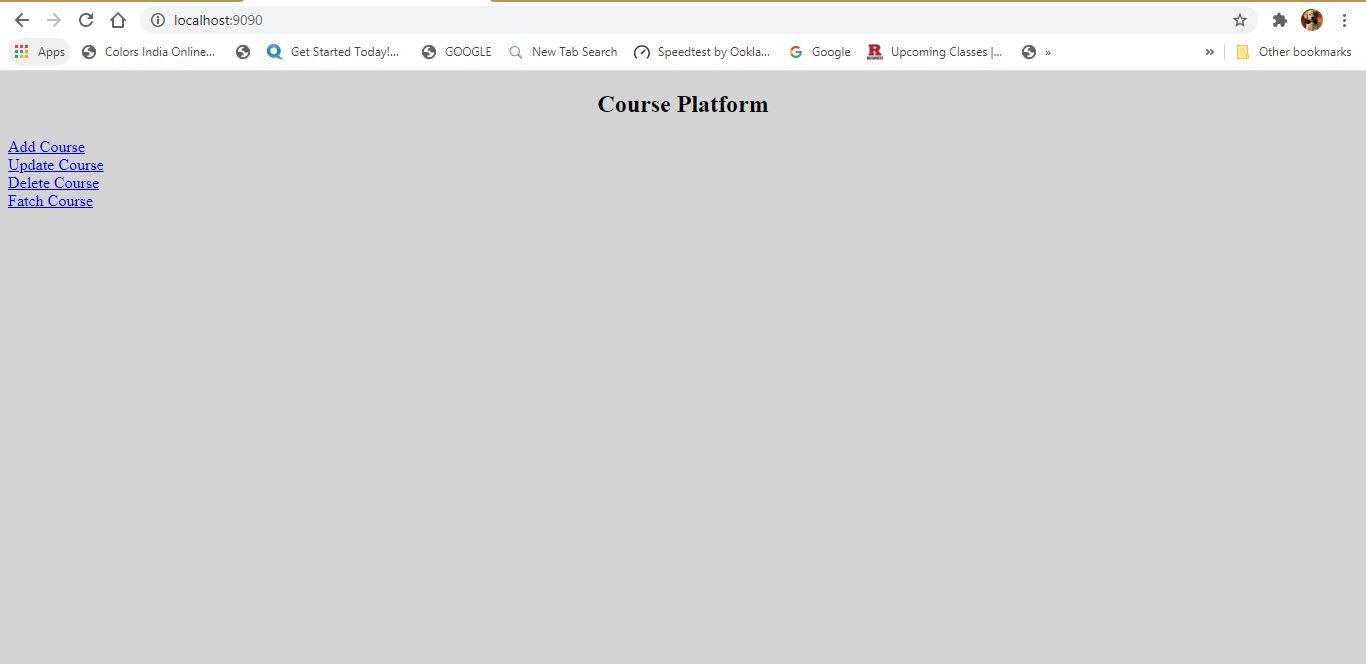 localhost:9090
Apps Colors India Online... Get Started Today!... GOOGLE New Tab Search Speedtest by Ookla... Google R BUSINESS Upcoming Classes |... » » Other bookmarks
Course Platform
Add Course
Update Course
Delete Course
Fatch Course